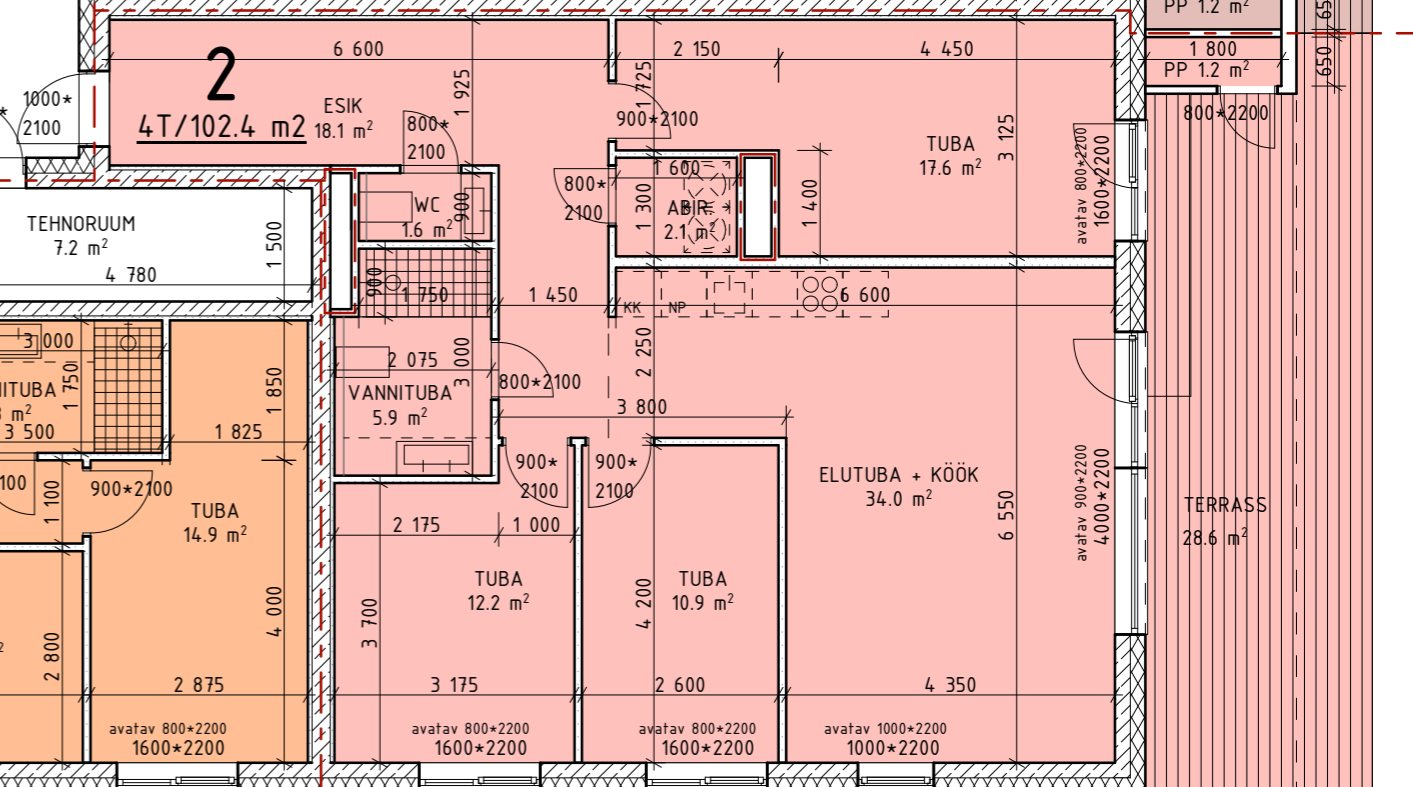 PP 1.2 m²
65
1 800
PP 1.2 m²
650
800*2200
6 600
2 150
4 450
2
1 925
1 725
1000*
2100
ESIK
4T/102.4 m2
18.1 m²
800*
2100
900*2100
TUBA
17.6 m²
3 125
avatav 800*2200
1600*2200
1 600
800*
2100
1 300
ABIR.
2.1 m²
1 400
WC
1.6 m²
900
TEHNORUUM
7.2 m²
1 500
4 780
900
1 750
1 450
KK
NP
6 600
3 000
1 750
NITUBA
m²
3 500
1 850
1 825
2 075
3 000
VANNITUBA
5.9 m²
800*2100
2 250
3 800
900*
2100
900*
2100
ELUTUBA + KÖÖK
34.0 m²
6 550
avatav 900*2200
4000*2200
TERRASS
28.6 m²
100
1 100
900*2100
TUBA
14.9 m²
2 175
1 000
TUBA
12.2 m²
TUBA
10.9 m²
4 000
3 700
4 200
2 800
2 875
3 175
2 600
4 350
avatav 800*2200
1600*2200
avatav 800*2200
1600*2200
avatav 800*2200
1600*2200
avatav 1000*2200
1000*2200